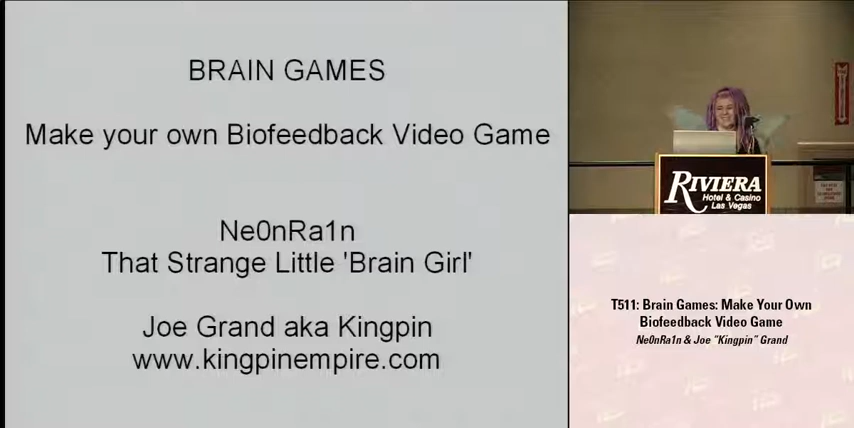 BRAIN GAMES
Make your own Biofeedback Video Game
Ne0nRa1n
That Strange Little 'Brain Girl'
Joe Grand aka Kingpin
www.kingpinempire.com
RIVIERA
Hotel & Casino
Las Vegas
T511: Brain Games: Make Your Own
Biofeedback Video Game
Ne0nRa1n & Joe "Kingpin" Grand